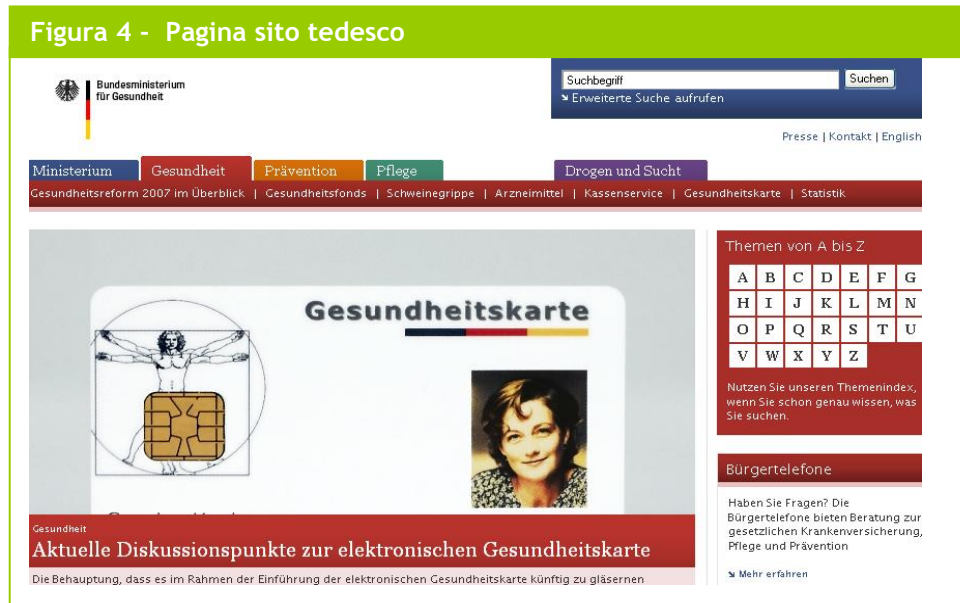 Figura 4 - Pagina sito tedesco
Bundesministerium
für Gesundheit
Suchbegriff
Suchen
Erweiterte Suche aufrufen
Presse | Kontakt | English
Ministerium
Gesundheit
Prävention
Pflege
Drogen und Sucht
Gesundheitsreform 2007 im Überblick | Gesundheitsfonds | Schweinegrippe | Arzneimittel | Kassenservice | Gesundheitskarte | Statistik
Gesundheitskarte
Gesundheit
Aktuelle Diskussionspunkte zur elektronischen Gesundheitskarte
Die Behauptung, dass es im Rahmen der Einführung der elektronischen Gesundheitskarte künftig zu gläsernen
Themen von A bis Z
A B C D E F G
H I J K L M N
O P Q R S T U
V W X Y Z
Nutzen Sie unseren Themenindex,
wenn Sie schon genau wissen, was
Sie suchen.
Bürgertelefone
Haben Sie Fragen? Die
Bürgertelefone bieten Beratung zur
gesetzlichen Krankenversicherung,
Pflege und Prävention
Mehr erfahren